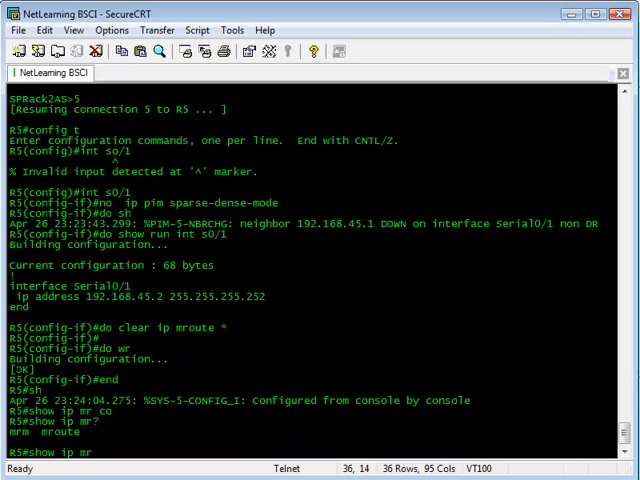 NetLearning BSCI - SecureCRT
File Edit View Options Transfer Script Tools Help
NetLearning BSCI
SPRack2AS>5
[Resuming connection 5 to R5 ... ]
R5#config t
Enter configuration commands, one per line.  End with CNTL/Z.
R5(config)#int so/1
^
% Invalid input detected at '^' marker.
R5(config)#int s0/1
R5(config-if)#no  ip pim sparse-dense-mode
R5(config-if)#do sh
Apr 26 23:23:43.299: %PIM-5-NBRCHG: neighbor 192.168.45.1 DOWN on interface Serial0/1 non DR
R5(config-if)#do show run int s0/1
Building configuration...
Current configuration : 68 bytes
!
interface Serial0/1
ip address 192.168.45.2 255.255.255.252
end
R5(config-if)#do clear ip mroute *
R5(config-if)#
R5(config-if)#do wr
Building configuration...
[OK]
R5(config-if)#end
R5#sh
Apr 26 23:24:04.275: %SYS-5-CONFIG_I: Configured from console by console
R5#show ip mr co
R5#show ip mr?
mrm  mroute
R5#show ip mr
Ready Telnet 36, 14 36 Rows, 95 Cols VT100